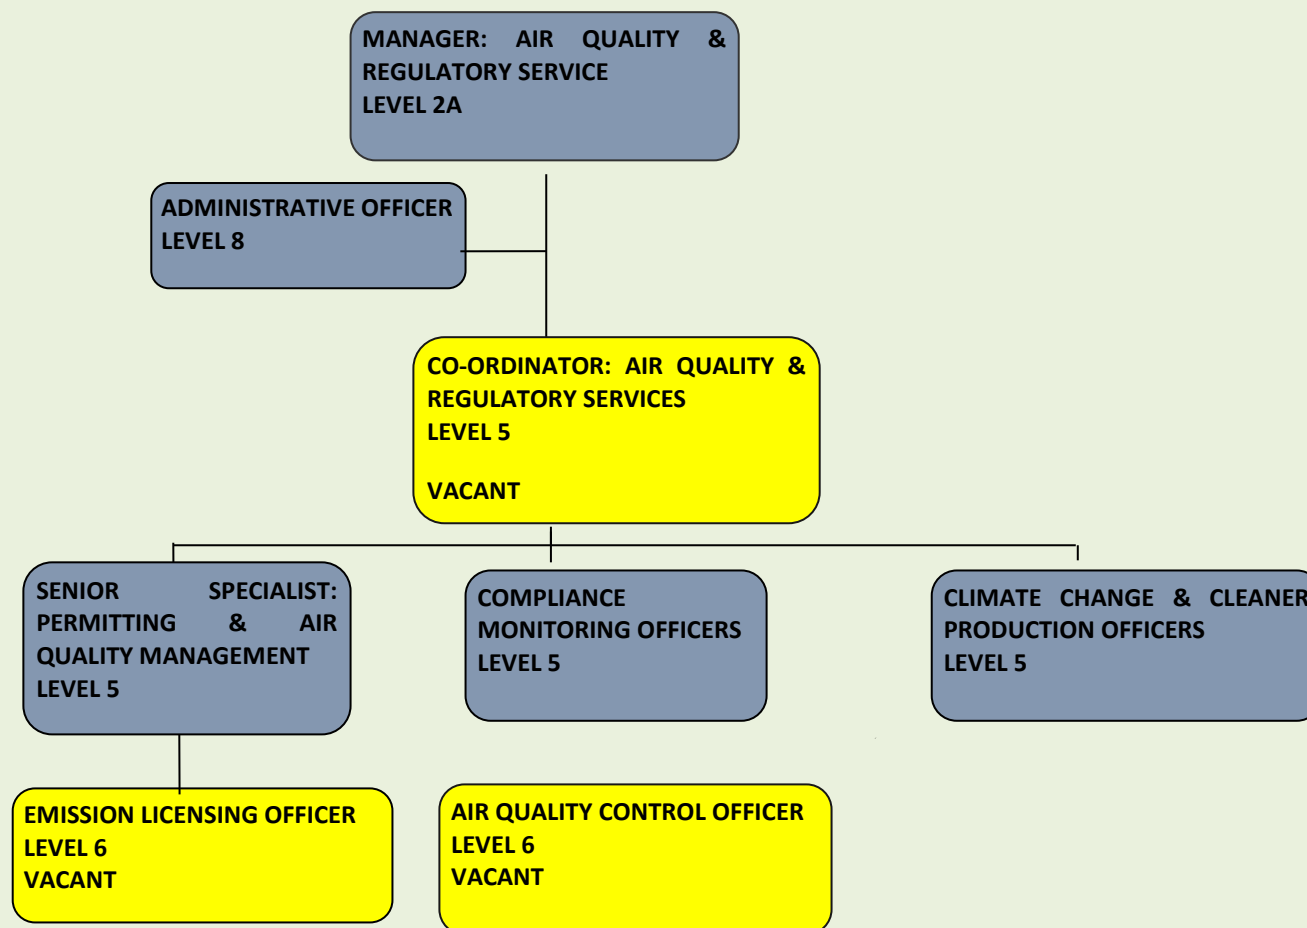 MANAGER: AIR QUALITY &
REGULATORY SERVICE
LEVEL 2A
ADMINISTRATIVE OFFICER
LEVEL 8
CO-ORDINATOR: AIR QUALITY &
REGULATORY SERVICES
LEVEL 5
VACANT
SENIOR SPECIALIST:
PERMITTING & AIR
QUALITY MANAGEMENT
LEVEL 5
COMPLIANCE
MONITORING OFFICERS
LEVEL 5
CLIMATE CHANGE & CLEANER
PRODUCTION OFFICERS
LEVEL 5
EMISSION LICENSING OFFICER
LEVEL 6
VACANT
AIR QUALITY CONTROL OFFICER
LEVEL 6
VACANT